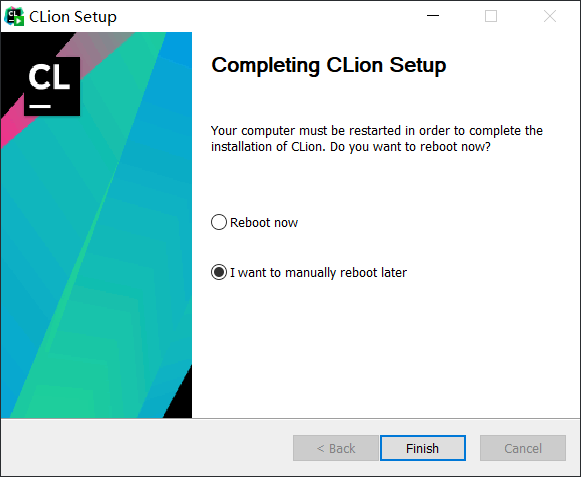 CLion Setup
CL
Completing CLion Setup
Your computer must be restarted in order to complete the
installation of CLion. Do you want to reboot now?
Reboot now
I want to manually reboot later
< Back
Finish
Cancel